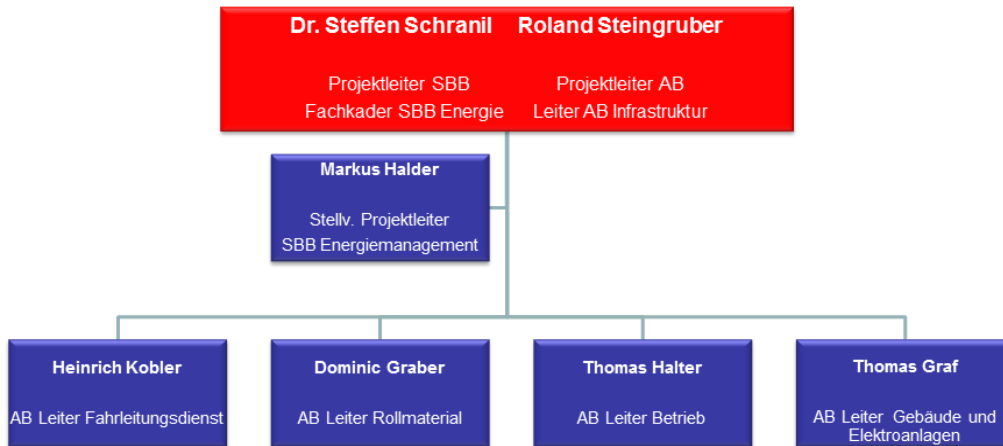 Dr. Steffen Schranil Roland Steingruber
Projektleiter SBB Projektleiter AB
Fachkader SBB Energie Leiter AB Infrastruktur
Markus Halder
Stellv. Projektleiter
SBB Energiemanagement
Heinrich Kobler
AB Leiter Fahrleitungsdienst
Dominic Graber
AB Leiter Rollmaterial
Thomas Halter
AB Leiter Betrieb
Thomas Graf
AB Leiter Gebäude und
Elektroanlagen